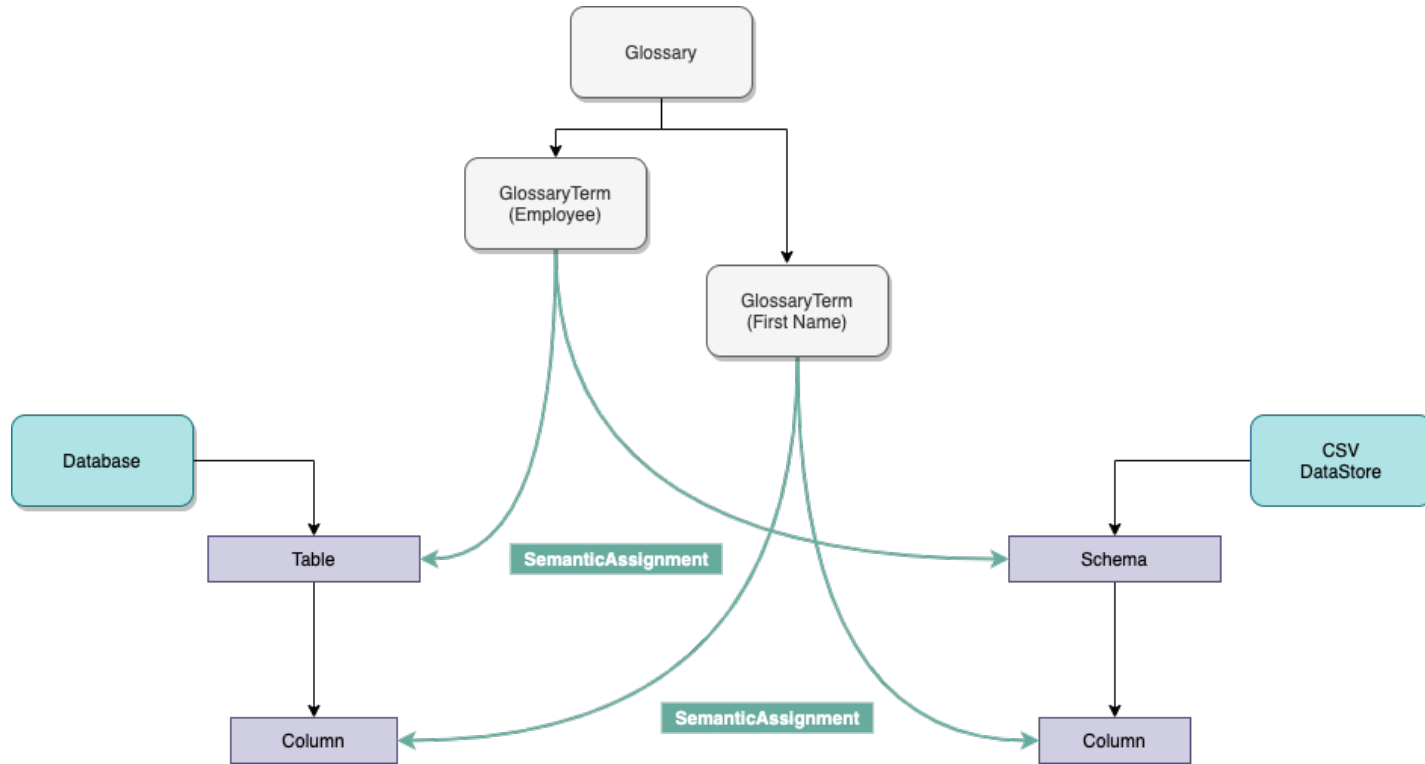 Glossary
GlossaryTerm
(Employee)
GlossaryTerm
(First Name)
Database
CSV
DataStore
Table
SemanticAssignment
Schema
SemanticAssignment
Column
Column